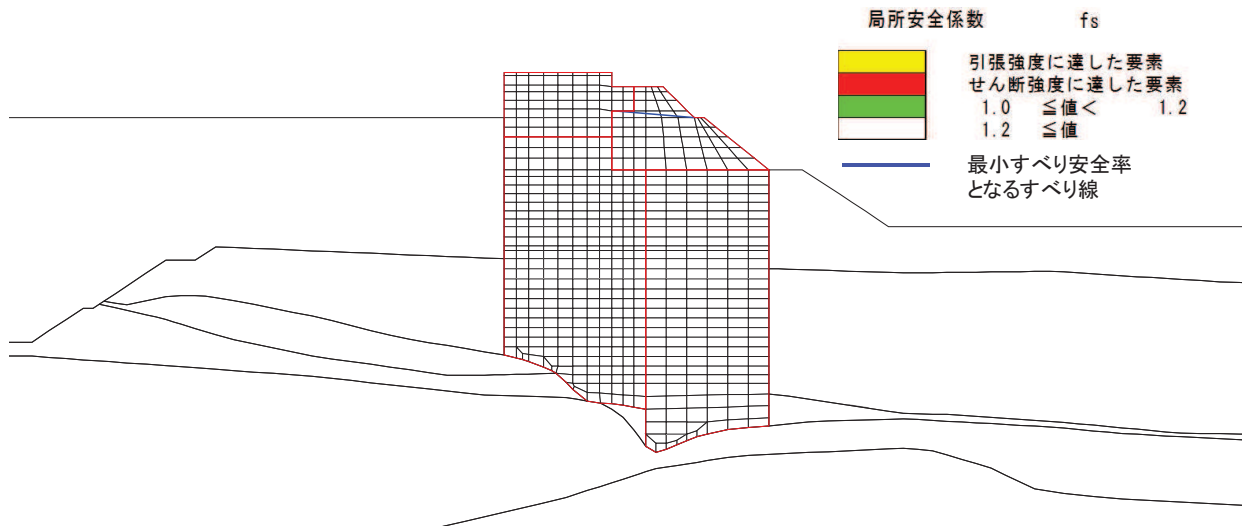 局所安全係数 fs
引張強度に達した要素
せん断強度に達した要素
1.0 ≦値< 1.2
1.2 ≦値
最小すべり安全率
となるすべり線